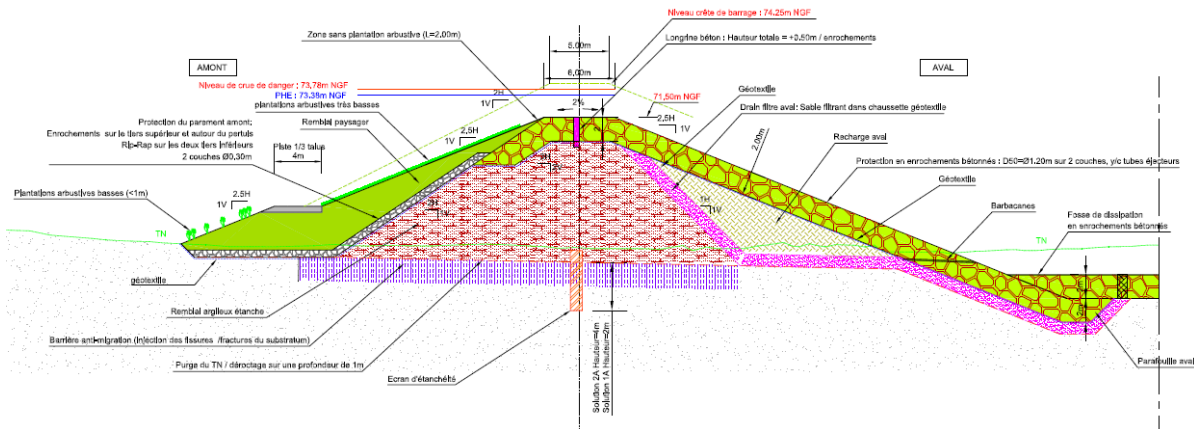 Niveau crête de barrage : 74.25m NGF
Zone sans plantation arbustive (L=2,00m)
5,00m
Longrine béton : Hauteur totale = +0.50m / enrochements
AMONT
AVAL
6,00m
Niveau de crue de danger : 73,78m NGF
PHE : 73.38m NGF
2H
1V
2%
71,50m NGF
Géotextile
plantations arbustives très basses
Drain filtre aval: Sable filtrant dans chaussette géotextile
Remblai paysager
2,5H
1V
2,5H
1V
Protection du parement amont:
Enrochements sur le tiers supérieur et autour du pertuis
Rip-Rap sur les deux tiers inférieurs
2 couches Ø0,30m
2,00m
Recharge aval
Piste 1/3 talus
4m
Protection en enrochements bétonnés : D50=Ø1.20m sur 2 couches, y/c tubes éjecteurs
Géotextile
Plantations arbustives basses (<1m)
2.5H
1V
1H
1V
Barbacanes
Fosse de dissipation
en enrochements bétonnés
TN
TN
géotextile
2m
Remblai argileux étanche
Barrière anti-migration (injection des fissures /fractures du substratum)
Purge du TN / déroctage sur une profondeur de 1m
Ecran d'étanchéité
Solution 2A Hauteur=4m
Solution 1A Hauteur=2m
Parafouille aval